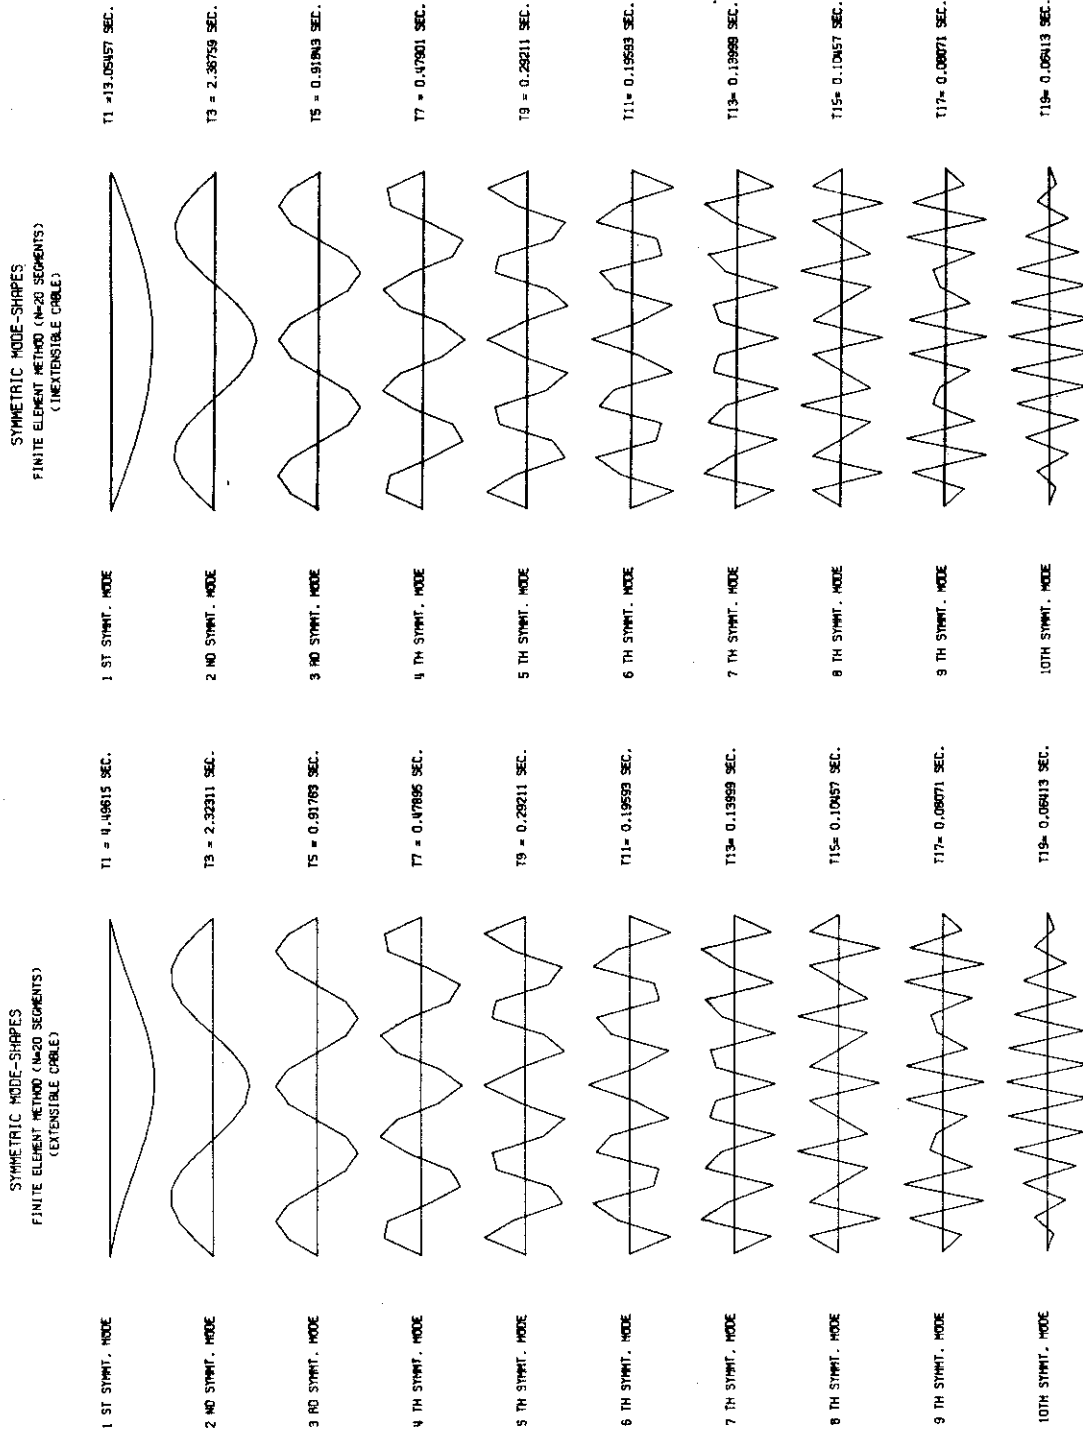 SYMMETRIC MODE-SHAPES
FINITE ELEMENT METHOD (N=20 SEGMENTS)
(EXTENSIBLE CABLE)
1 ST SYMMT. MODE
T1 = 4.49615 SEC.
2 ND SYMMT. MODE
T3 = 2.32311 SEC.
3 RD SYMMT. MODE
T5 = 0.91763 SEC.
4 TH SYMMT. MODE
T7 = 0.47895 SEC.
5 TH SYMMT. MODE
T9 = 0.29211 SEC.
6 TH SYMMT. MODE
T11= 0.19593 SEC.
7 TH SYMMT. MODE
T13= 0.13999 SEC.
8 TH SYMMT. MODE
T15= 0.10457 SEC.
9 TH SYMMT. MODE
T17= 0.08071 SEC.
10TH SYMMT. MODE
T19= 0.06413 SEC.
SYMMETRIC MODE-SHAPES
FINITE ELEMENT METHOD (N=20 SEGMENTS)
(INEXTENSIBLE CABLE)
1 ST SYMMT. MODE
T1 =13.05457 SEC.
2 ND SYMMT. MODE
T3 = 2.38759 SEC.
3 RD SYMMT. MODE
T5 = 0.91843 SEC.
4 TH SYMMT. MODE
T7 = 0.47901 SEC.
5 TH SYMMT. MODE
T9 = 0.29211 SEC.
6 TH SYMMT. MODE
T11= 0.19593 SEC.
7 TH SYMMT. MODE
T13= 0.13999 SEC.
8 TH SYMMT. MODE
T15= 0.10457 SEC.
9 TH SYMMT. MODE
T17= 0.08071 SEC.
10TH SYMMT. MODE
T19= 0.06413 SEC.